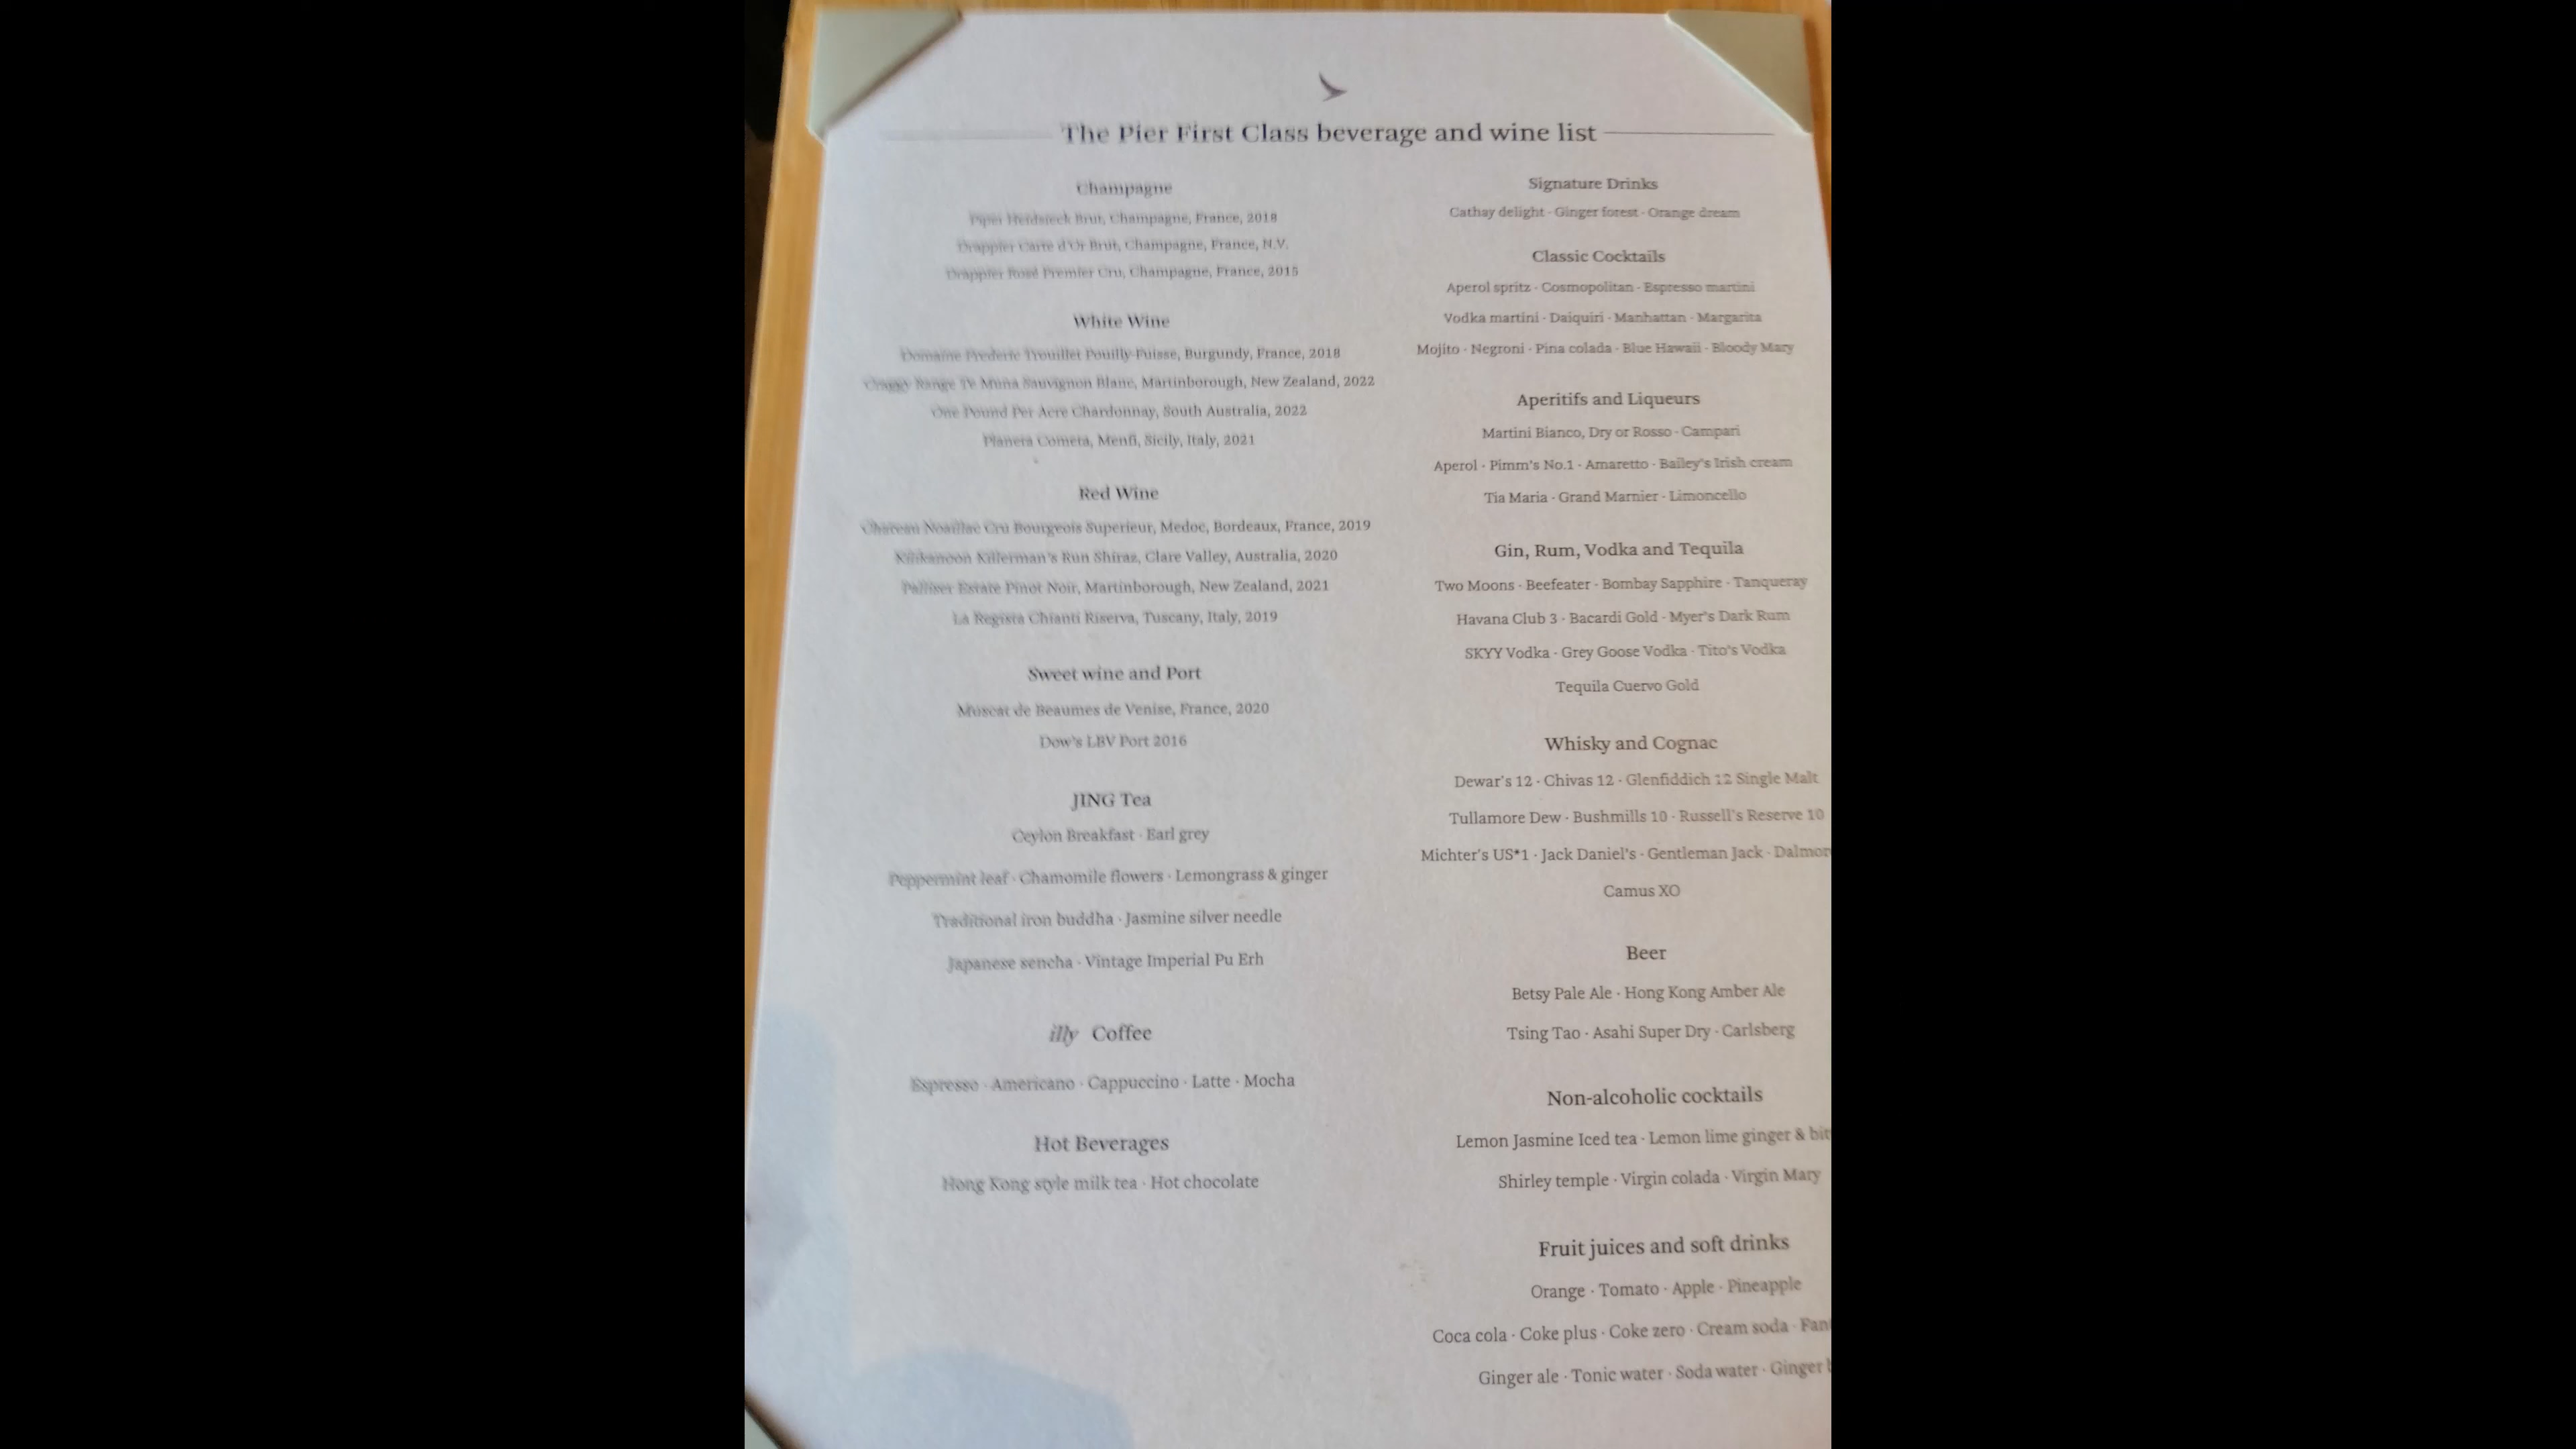 The Pier First Class beverage and wine list
Champagne
Piper Heidsieck Brut, Champagne, France, 2018
Drappier Carte d'Or Brut, Champagne, France, N.V.
Drappier Rosé Premier Cru, Champagne, France, 2015
White Wine
Domaine Frederic Trouillet Pouilly-Fuisse, Burgundy, France, 2018
Craggy Range Te Muna Sauvignon Blanc, Martinborough, New Zealand, 2022
One Pound Per Acre Chardonnay, South Australia, 2022
Planera Cometa, Menfi, Sicily, Italy, 2021
Red Wine
Chateau Noaillac Cru Bourgeois Superieur, Medoc, Bordeaux, France, 2019
Kilikanoon Killerman's Run Shiraz, Clare Valley, Australia, 2020
Palliser Estate Pinot Noir, Martinborough, New Zealand, 2021
La Regista Chianti Riserva, Tuscany, Italy, 2019
Sweet wine and Port
Muscat de Beaumes de Venise, France, 2020
Dow's LBV Port 2016
JING Tea
Ceylon Breakfast · Earl grey
Peppermint leaf · Chamomile flowers · Lemongrass & ginger
Traditional iron buddha · Jasmine silver needle
Japanese sencha · Vintage Imperial Pu Erh
illy Coffee
Espresso · Americano · Cappuccino · Latte · Mocha
Hot Beverages
Hong Kong style milk tea · Hot chocolate
Signature Drinks
Cathay delight · Ginger forest · Orange dream
Classic Cocktails
Aperol spritz · Cosmopolitan · Espresso martini
Vodka martini · Daiquiri · Manhattan · Margarita
Mojito · Negroni · Pina colada · Blue Hawaii · Bloody Mary
Aperitifs and Liqueurs
Martini Bianco, Dry or Rosso · Campari
Aperol · Pimm's No.1 · Amaretto · Bailey's Irish cream
Tia Maria · Grand Marnier · Limoncello
Gin, Rum, Vodka and Tequila
Two Moons · Beefeater · Bombay Sapphire · Tanqueray
Havana Club 3 · Bacardi Gold · Myer's Dark Rum
SKYY Vodka · Grey Goose Vodka · Tito's Vodka
Tequila Cuervo Gold
Whisky and Cognac
Dewar's 12 · Chivas 12 · Glenfiddich 12 Single Malt
Tullamore Dew · Bushmills 10 · Russell's Reserve 10
Michter's US*1 · Jack Daniel's · Gentleman Jack ·
Camus XO
Beer
Betsy Pale Ale · Hong Kong Amber Ale
Tsing Tao · Asahi Super Dry · Carlsberg
Non-alcoholic cocktails
Lemon Jasmine Iced tea · Lemon lime ginger &
Shirley temple · Virgin colada · Virgin Mary
Fruit juices and soft drinks
Orange · Tomato · Apple · Pineapple
Coca cola · Coke plus · Coke zero · Cream soda ·
Ginger ale · Tonic water · Soda water · Ginger